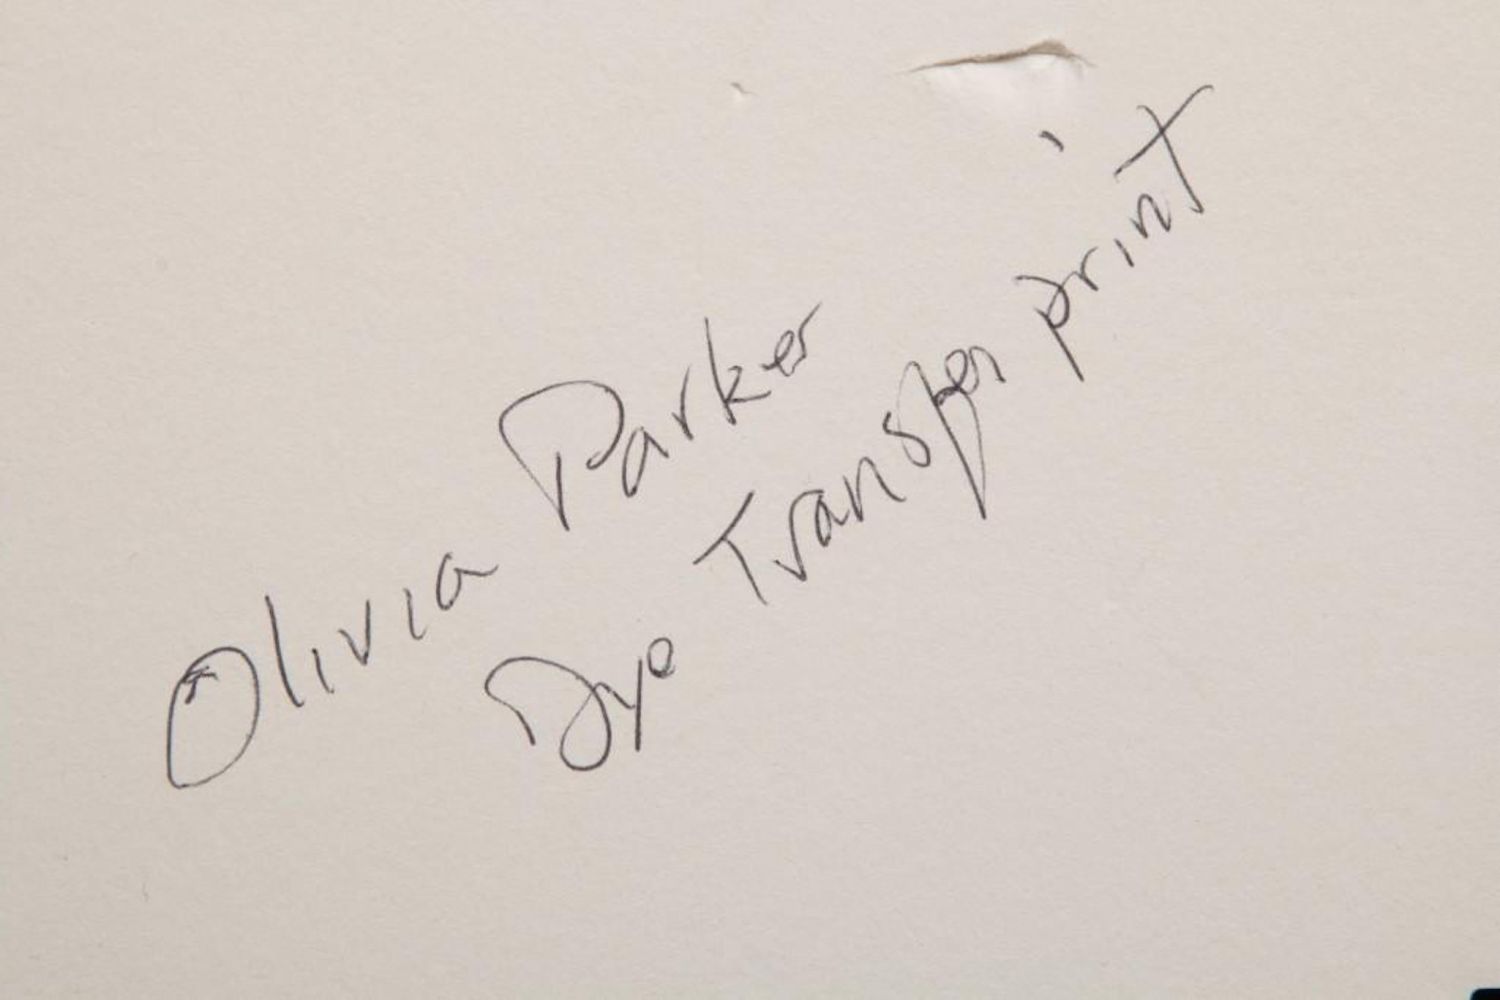 Olivia Parker
Dye Transfer print